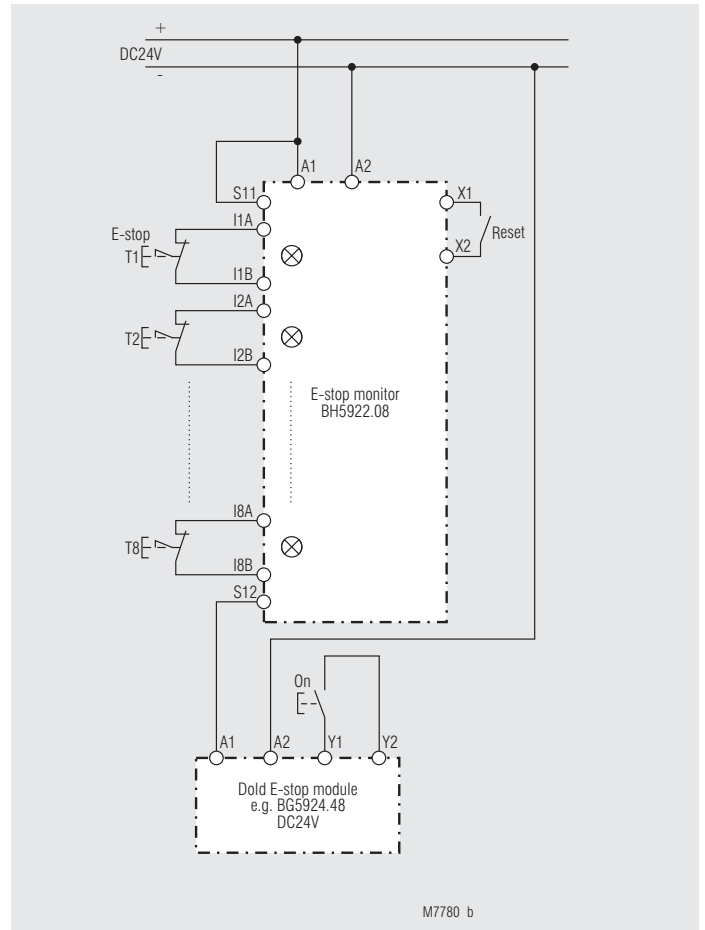 +
DC24V
-
A1
A2
S11
X1
I1A
E-stop
Reset
T1
X2
I1B
I2A
T2
I2B
E-stop monitor
BH5922.08
I8A
T8
I8B
S12
On
A1
A2
Y1
Y2
Dold E-stop module
e.g. BG5924.48
DC24V
M7780 b